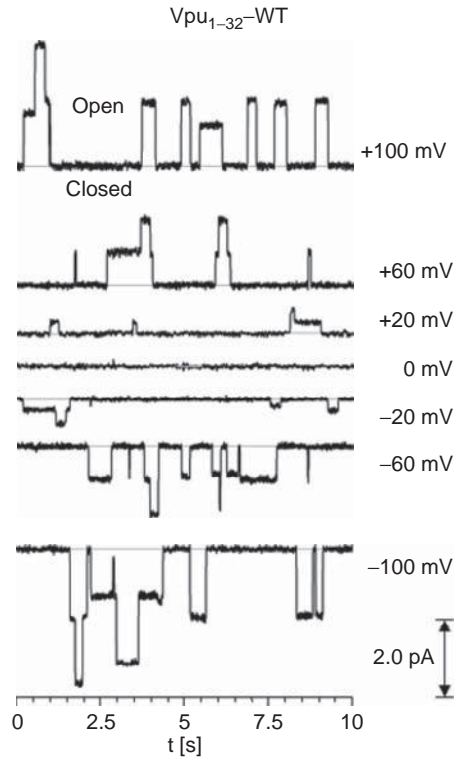 Vpu1–32–WT
Open
+100 mV
Closed
+60 mV
+20 mV
0 mV
–20 mV
–60 mV
–100 mV
2.0 pA
0 2.5 5 7.5 10
t [s]